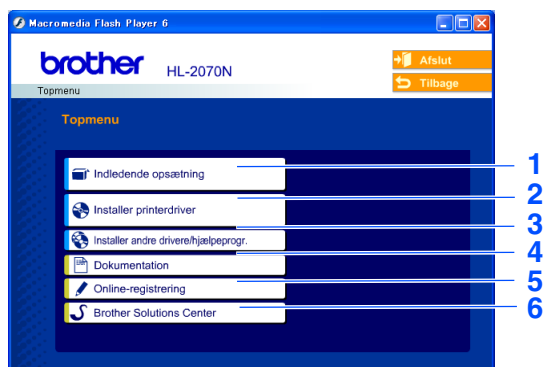 Macromedia Flash Player 6
brother HL-2070N
Afslut
Tilbage
Topmenu
Topmenu
Indledende opsætning
Installer printerdriver
Installer andre drivere/hjælpeprogr.
Dokumentation
Online-registrering
Brother Solutions Center
1
2
3
4
5
6